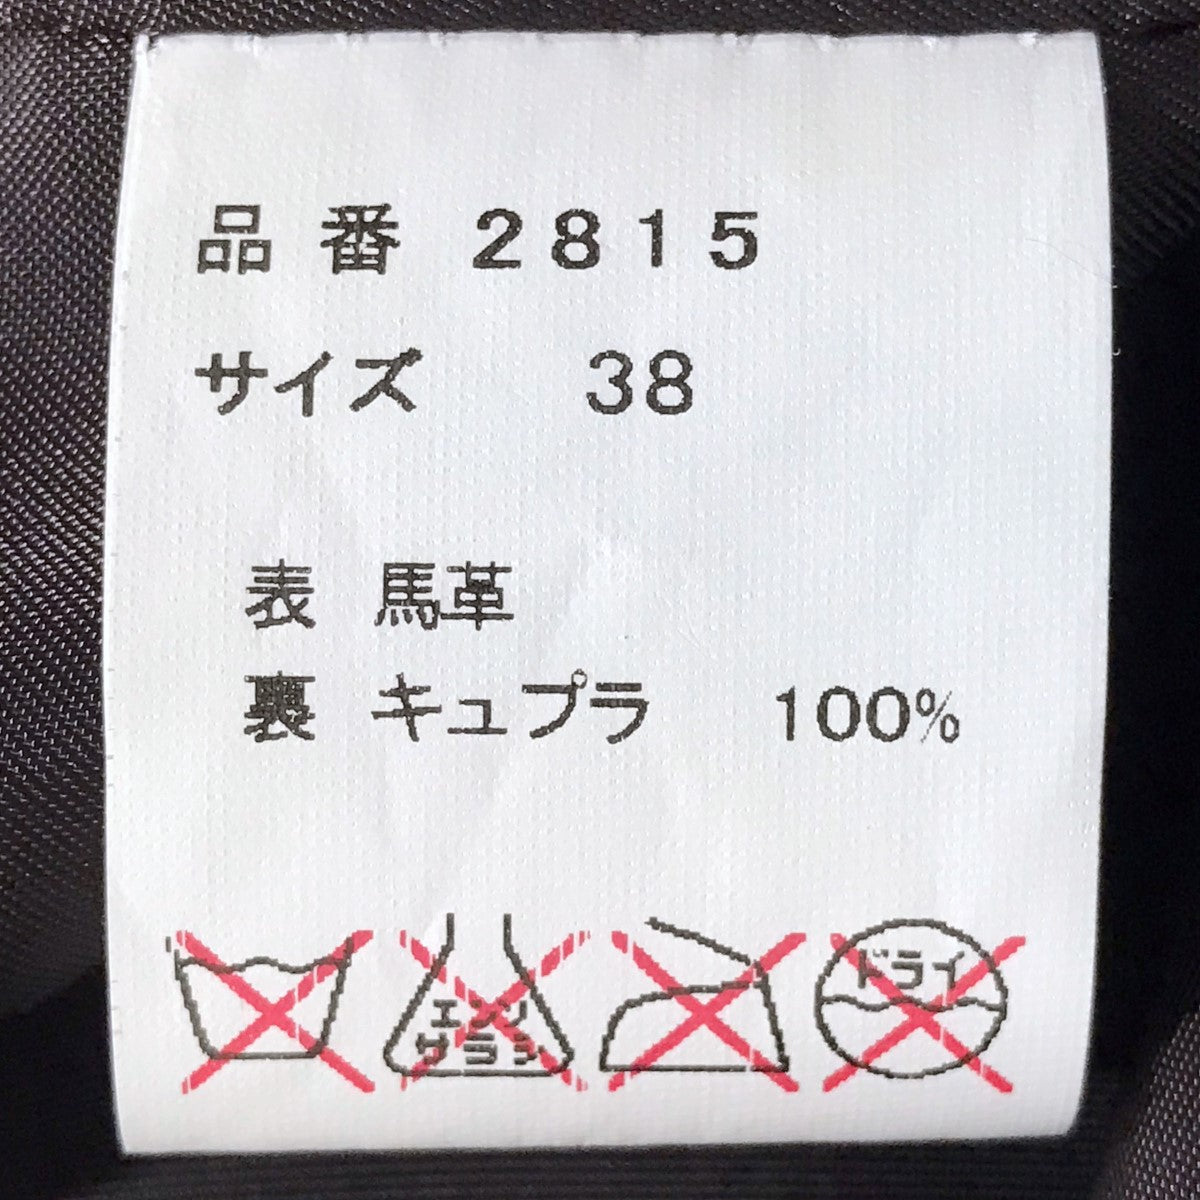 品番 2815
サイズ 38
表 馬革
裏 キュプラ 100%
エンソ
サラシ
ドライ